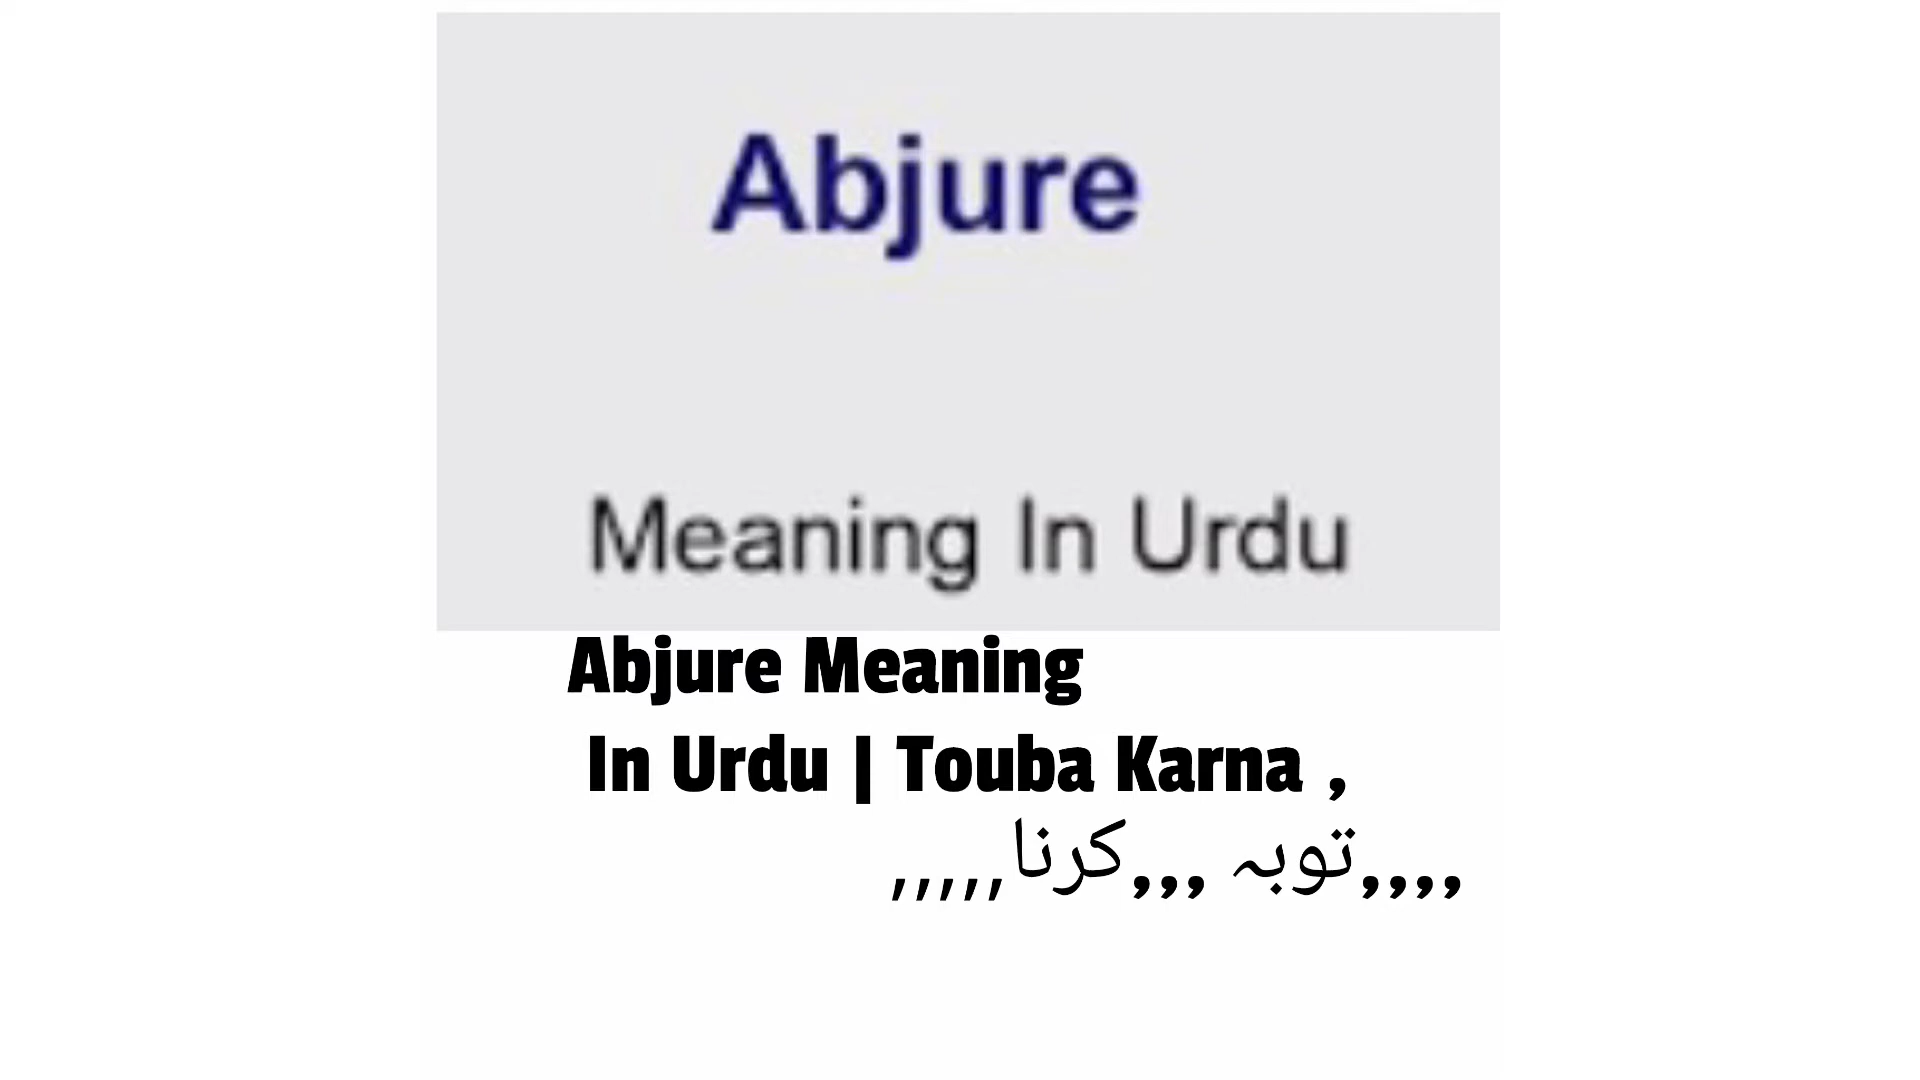 Abjure
Meaning In Urdu
Abjure Meaning
In Urdu | Touba Karna ,
,,,,توبہ ,,,کرنا,,,,,